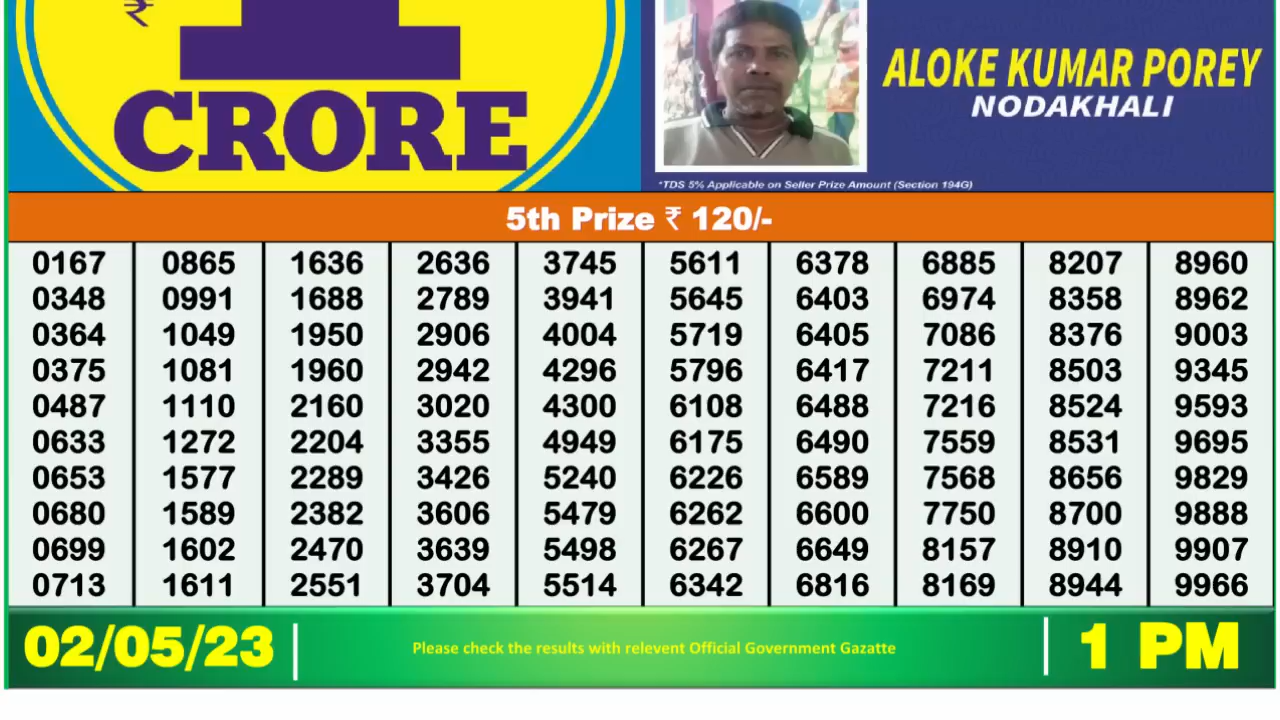 ₹ 1
CRORE
ALOKE KUMAR POREY
NODAKHALI
*TDS 5% Applicable on Seller Prize Amount (Section 194G)
5th Prize ₹ 120/-
0167 0865 1636 2636 3745 5611 6378 6885 8207 8960
0348 0991 1688 2789 3941 5645 6403 6974 8358 8962
0364 1049 1950 2906 4004 5719 6405 7086 8376 9003
0375 1081 1960 2942 4296 5796 6417 7211 8503 9345
0487 1110 2160 3020 4300 6108 6488 7216 8524 9593
0633 1272 2204 3355 4949 6175 6490 7559 8531 9695
0653 1577 2289 3426 5240 6226 6589 7568 8656 9829
0680 1589 2382 3606 5479 6262 6600 7750 8700 9888
0699 1602 2470 3639 5498 6267 6649 8157 8910 9907
0713 1611 2551 3704 5514 6342 6816 8169 8944 9966
02/05/23 Please check the results with relevent Official Government Gazatte 1 PM